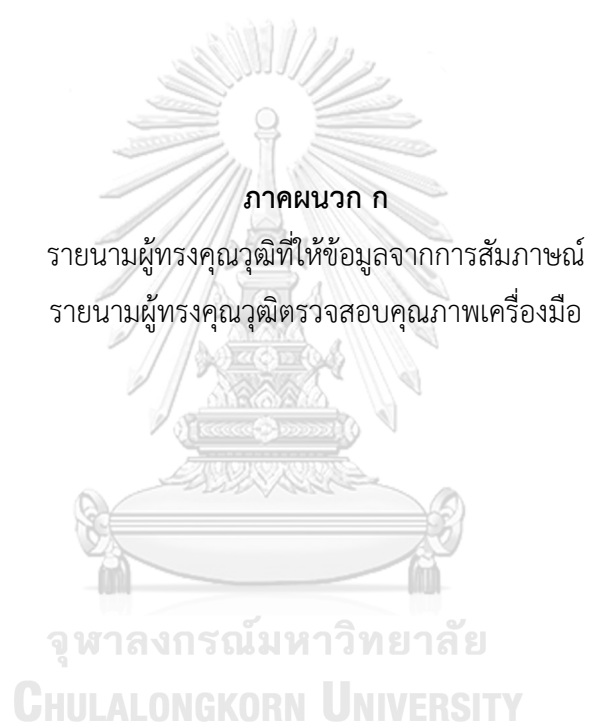 ภาคผนวก ก
รายนามผู้ทรงคุณวุฒิที่ให้ข้อมูลจากการสัมภาษณ์
รายนามผู้ทรงคุณวุฒิตรวจสอบคุณภาพเครื่องมือ
จุฬาลงกรณ์มหาวิทยาลัย
CHULALONGKORN UNIVERSITY